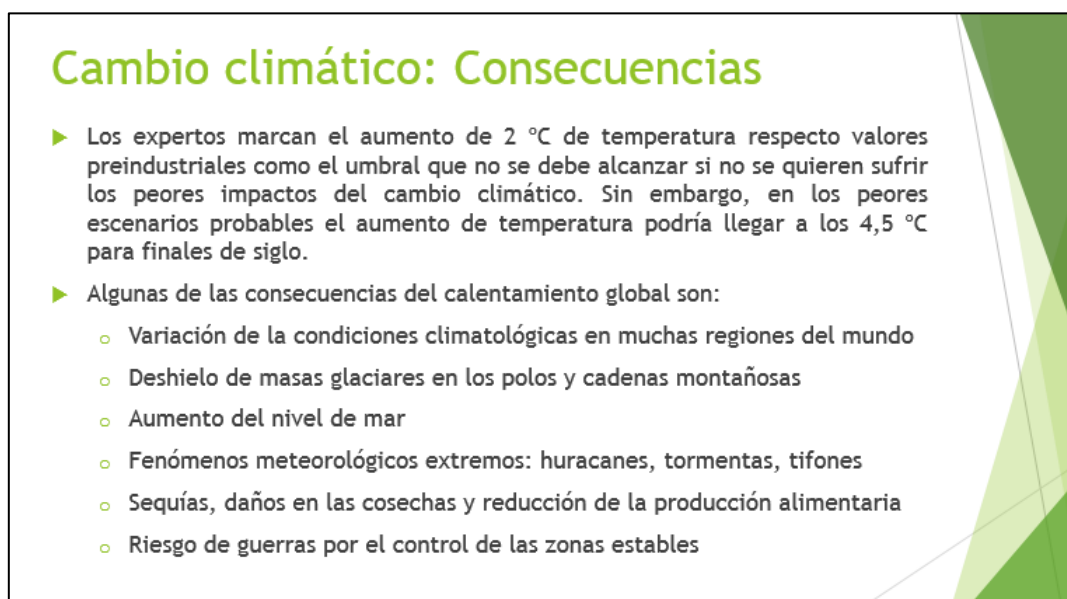 Cambio climático: Consecuencias
Los expertos marcan el aumento de 2 ºC de temperatura respecto valores
preindustriales como el umbral que no se debe alcanzar si no se quieren sufrir
los peores impactos del cambio climático. Sin embargo, en los peores
escenarios probables el aumento de temperatura podría llegar a los 4,5 ºC
para finales de siglo.
Algunas de las consecuencias del calentamiento global son:
Variación de la condiciones climatológicas en muchas regiones del mundo
Deshielo de masas glaciares en los polos y cadenas montañosas
Aumento del nivel de mar
Fenómenos meteorológicos extremos: huracanes, tormentas, tifones
Sequías, daños en las cosechas y reducción de la producción alimentaria
Riesgo de guerras por el control de las zonas estables